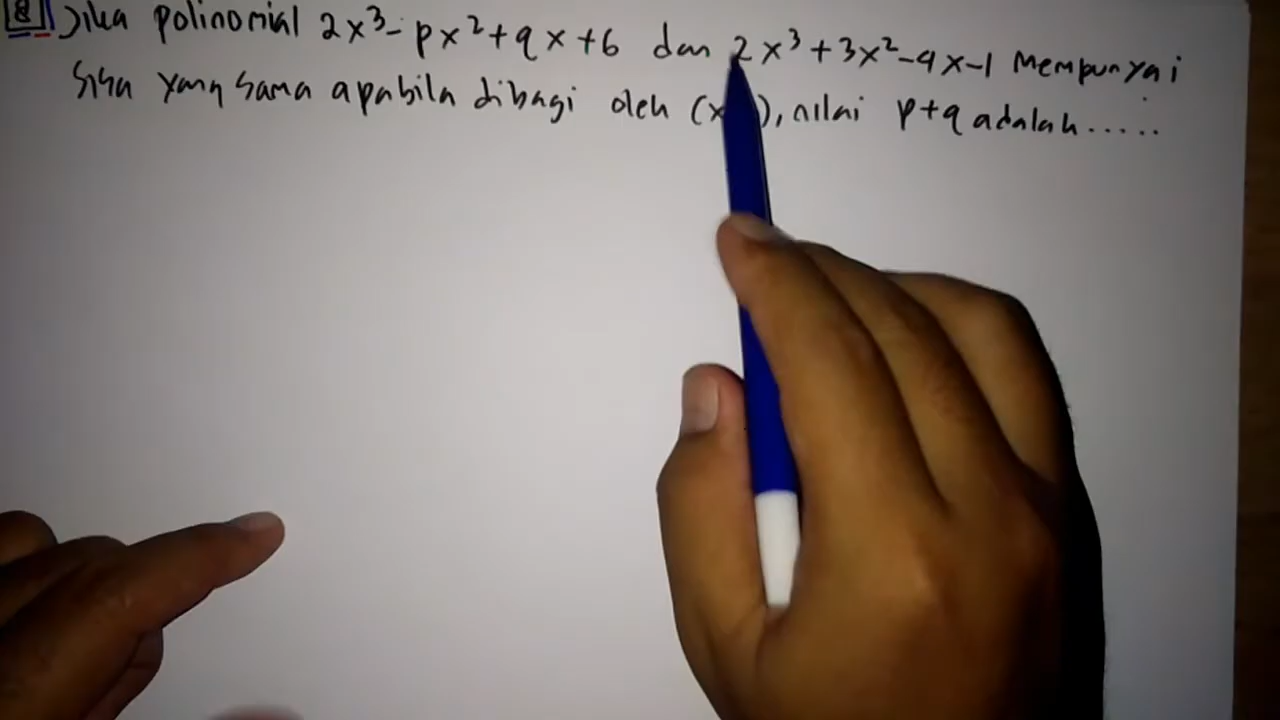 8 Jika polinomial 2x³-px²+qx+6 dan 2x³+3x²-4x-1 mempunyai
sisa yang sama apabila dibagi oleh (x ), nilai p+q adalah.....